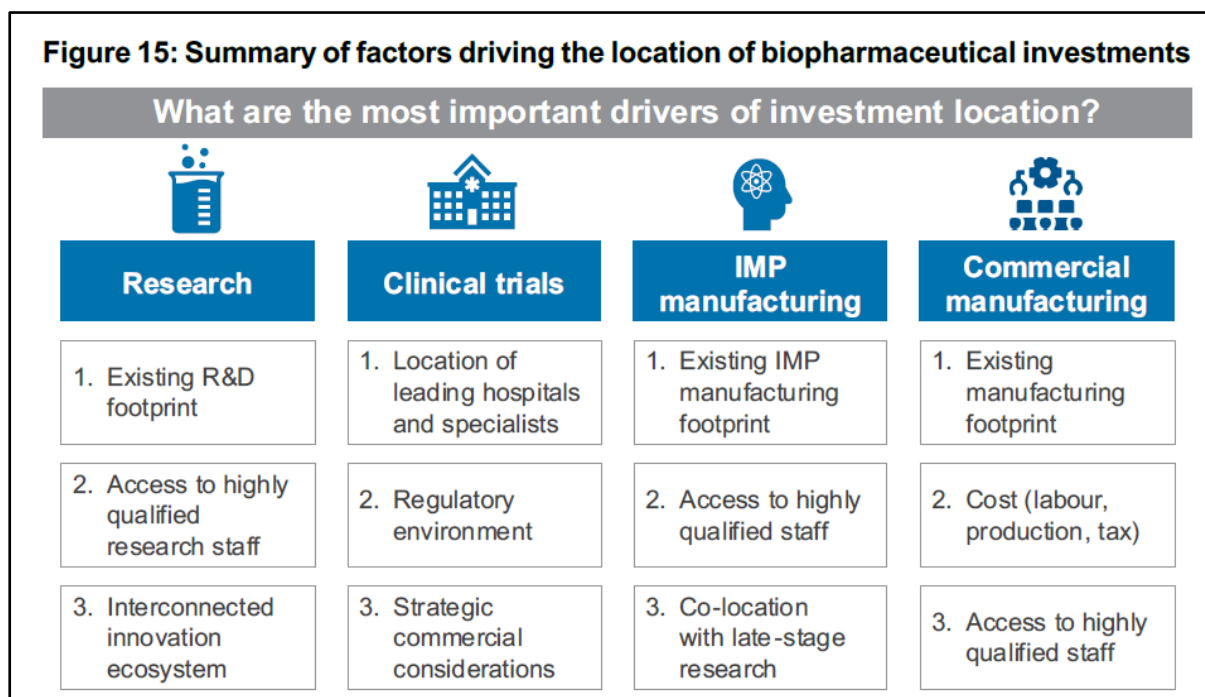 Figure 15: Summary of factors driving the location of biopharmaceutical investments
What are the most important drivers of investment location?
Research
1. Existing R&D
footprint
2. Access to highly
qualified
research staff
3. Interconnected
innovation
ecosystem
Clinical trials
1. Location of
leading hospitals
and specialists
2. Regulatory
environment
3. Strategic
commercial
considerations
IMP
manufacturing
1. Existing IMP
manufacturing
footprint
2. Access to highly
qualified staff
3. Co-location
with late-stage
research
Commercial
manufacturing
1. Existing
manufacturing
footprint
2. Cost (labour,
production, tax)
3. Access to highly
qualified staff